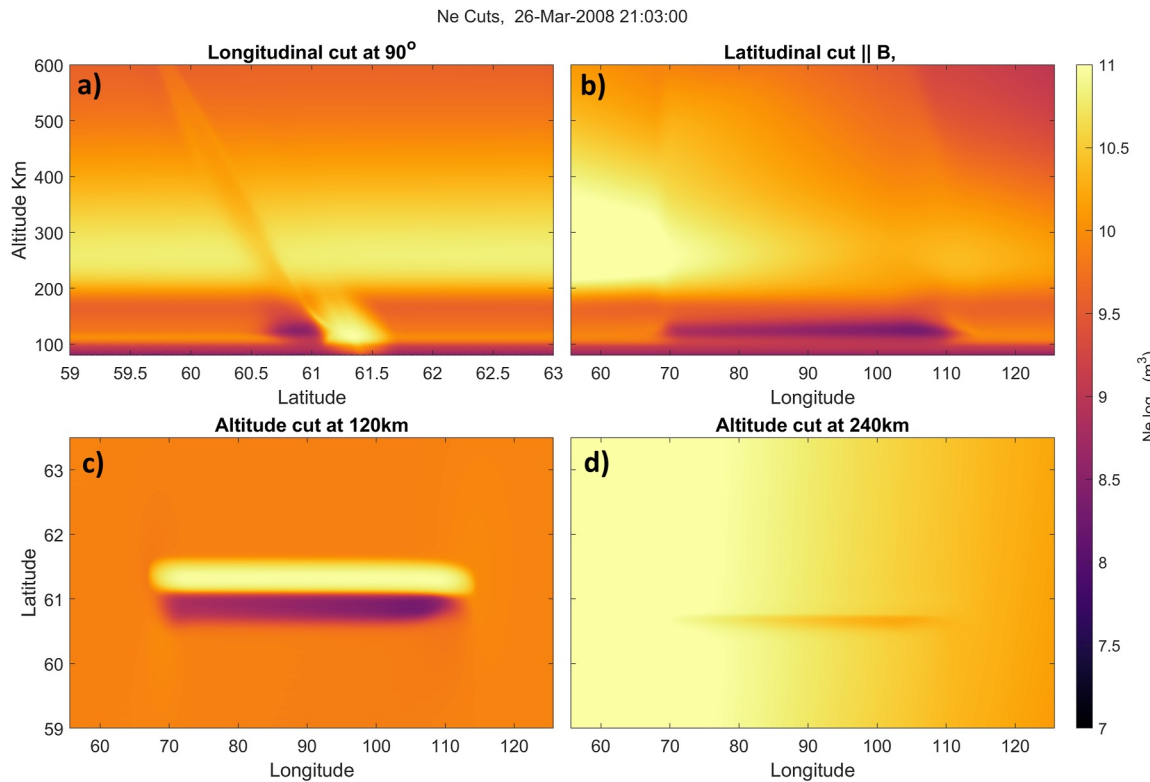 Ne Cuts,  26-Mar-2008 21:03:00
Longitudinal cut at 90°
a)
600
500
400
300
200
100
Altitude Km
59 59.5 60 60.5 61 61.5 62 62.5 63
Latitude
Latitudinal cut || B,
b)
60 70 80 90 100 110 120
Longitude
Altitude cut at 120km
c)
63
62
61
60
59
Latitude
60 70 80 90 100 110 120
Longitude
Altitude cut at 240km
d)
60 70 80 90 100 110 120
Longitude
11
10.5
10
9.5
9
8.5
8
7.5
7
Ne log (m³)